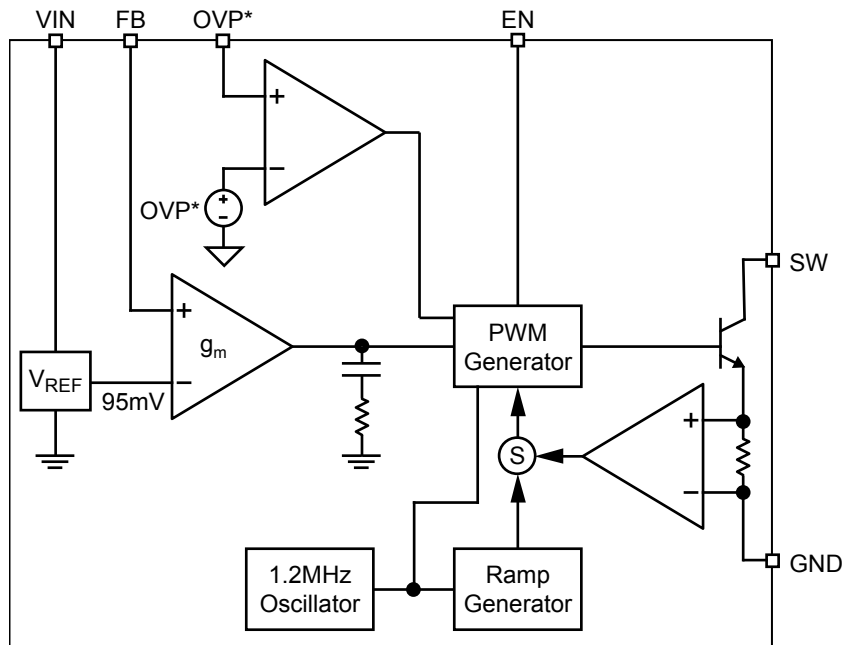 VIN FB OVP* EN
+
−
OVP*
+
−
SW
+
gm
−
VREF
95mV
PWM
Generator
+
−
S
GND
1.2MHz
Oscillator
Ramp
Generator